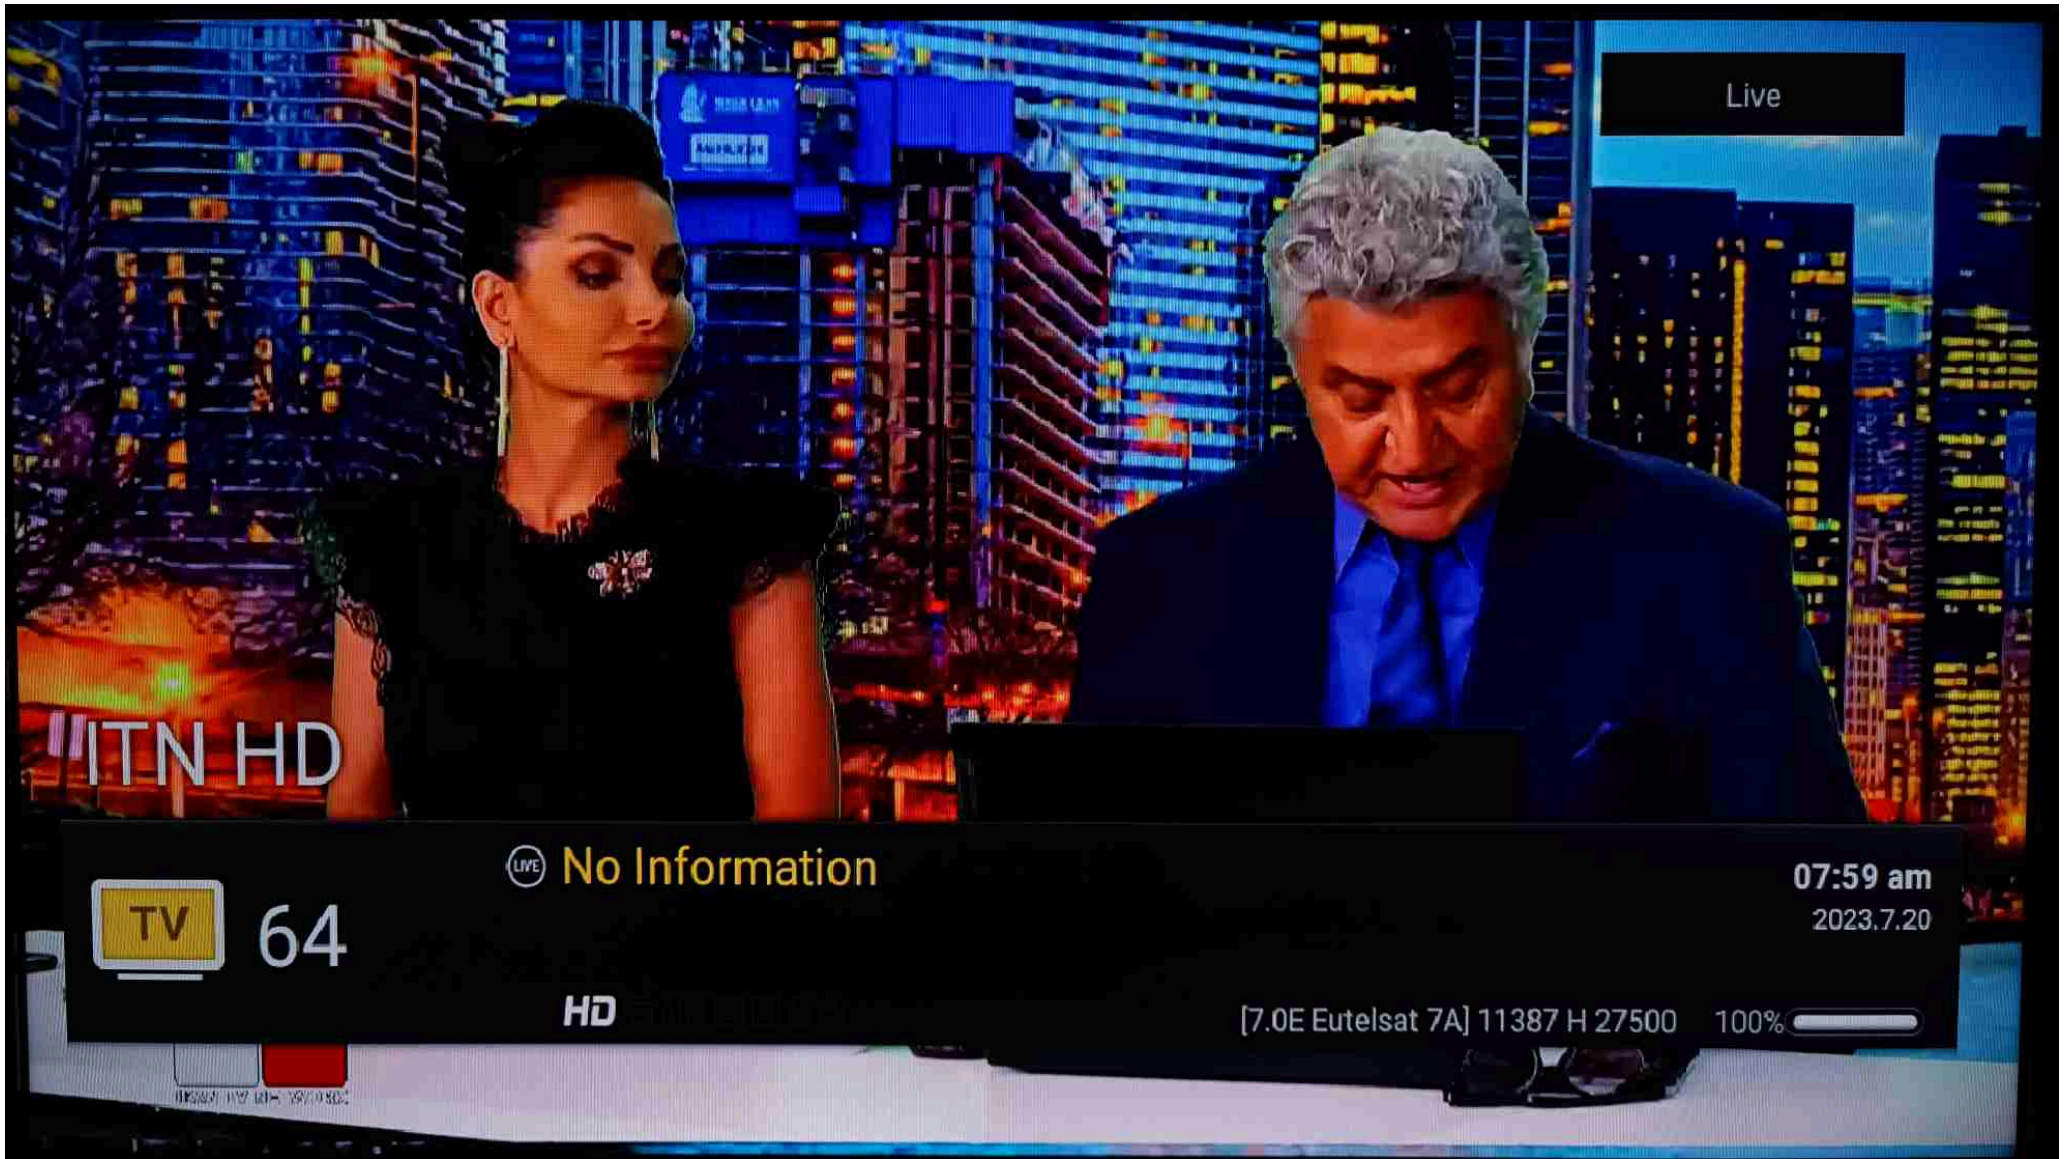 Live
ITN HD
TV
64
LIVE
No Information
07:59 am
2023.7.20
HD
[7.0E Eutelsat 7A] 11387 H 27500
100%